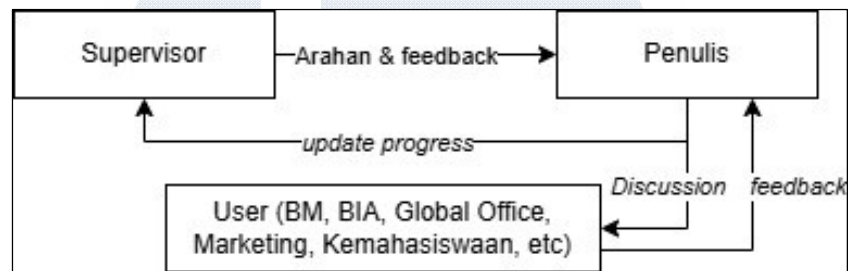 Supervisor
Arahan & feedback
Penulis
update progress
Discussion
feedback
User (BM, BIA, Global Office,
Marketing, Kemahasiswaan, etc)